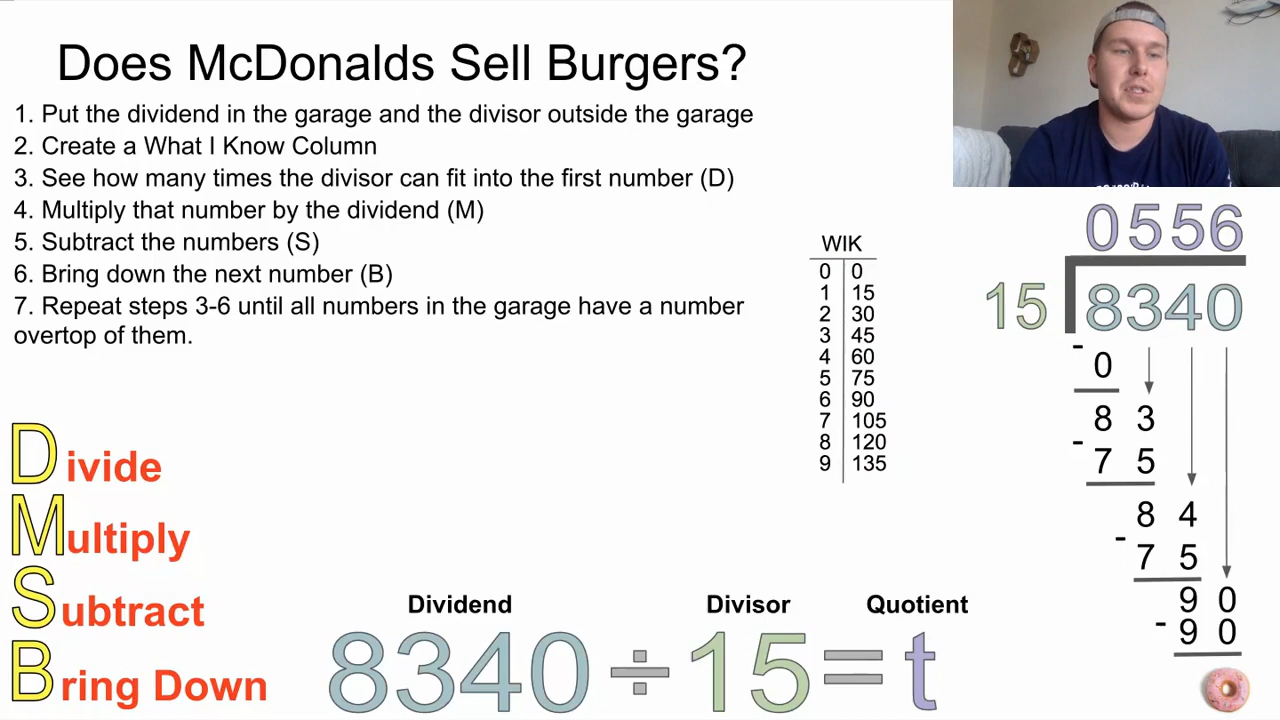 Does McDonalds Sell Burgers?
1. Put the dividend in the garage and the divisor outside the garage
2. Create a What I Know Column
3. See how many times the divisor can fit into the first number (D)
4. Multiply that number by the dividend (M)
5. Subtract the numbers (S)
6. Bring down the next number (B)
7. Repeat steps 3-6 until all numbers in the garage have a number
overtop of them.
WIK
0 0
1 15
2 30
3 45
4 60
5 75
6 90
7 105
8 120
9 135
0556
15 8340
- 0
8 3
- 7 5
8 4
- 7 5
9 0
- 9 0
Divide
Multiply
Subtract
Bring Down
Dividend Divisor Quotient
8340 ÷ 15 = t